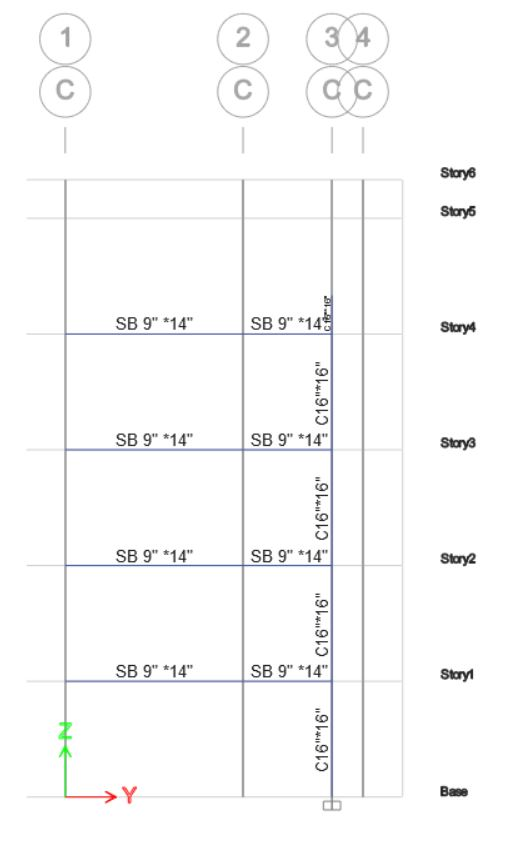 1 2 3 4
C C C C
Story6
Story5
C16"*16"
SB 9" *14" SB 9" *14" Story4
C16"*16"
SB 9" *14" SB 9" *14" Story3
C16"*16"
SB 9" *14" SB 9" *14" Story2
C16"*16"
SB 9" *14" SB 9" *14" Story1
C16"*16"
Z
Y
Base